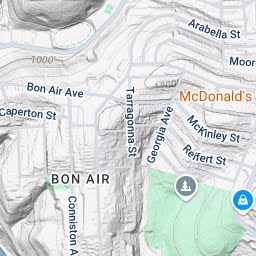 Arabella St
1000'
Moor
Bon Air Ave
McDonald's
Caperton St
Tarragonna St
Georgia Ave
McKinley St
Reifert St
BON AIR
Conniston A